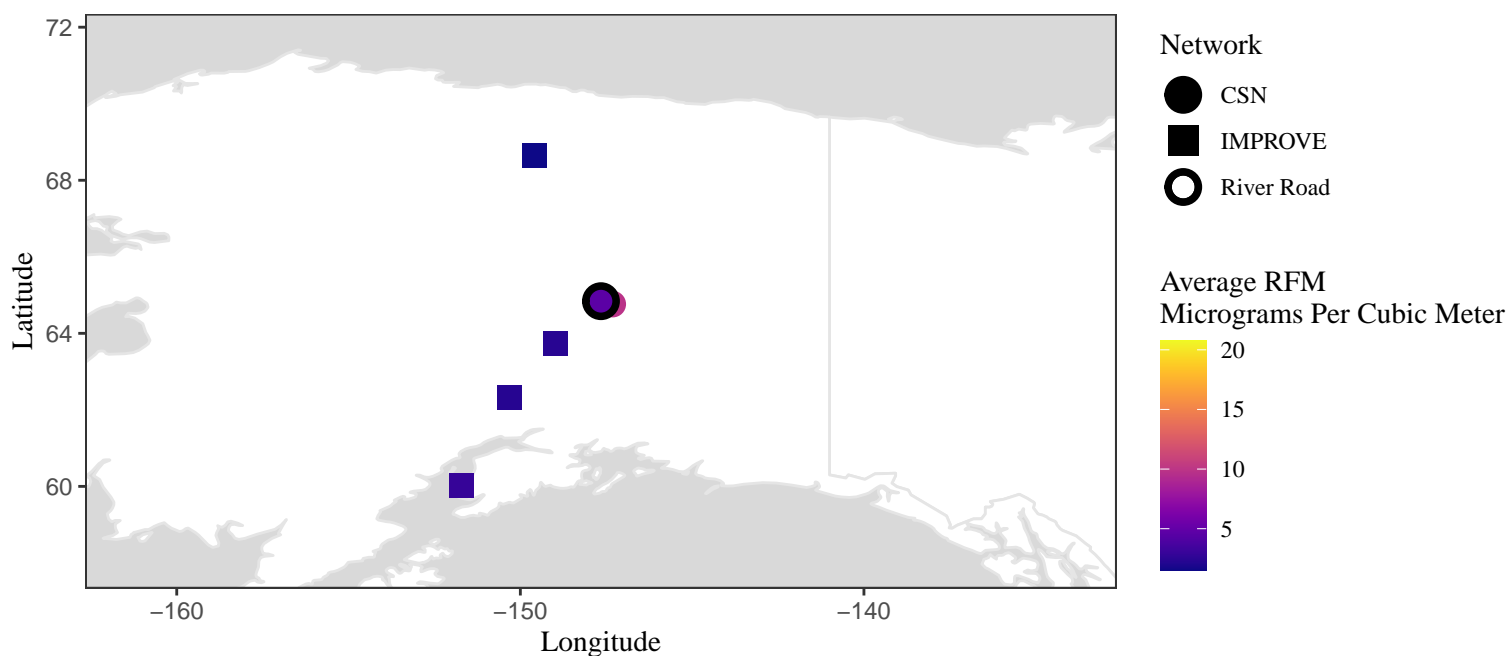 72
68
64
60
Latitude
−160
−150
−140
Longitude
Network
CSN
IMPROVE
River Road
Average RFM
Micrograms Per Cubic Meter
20
15
10
5